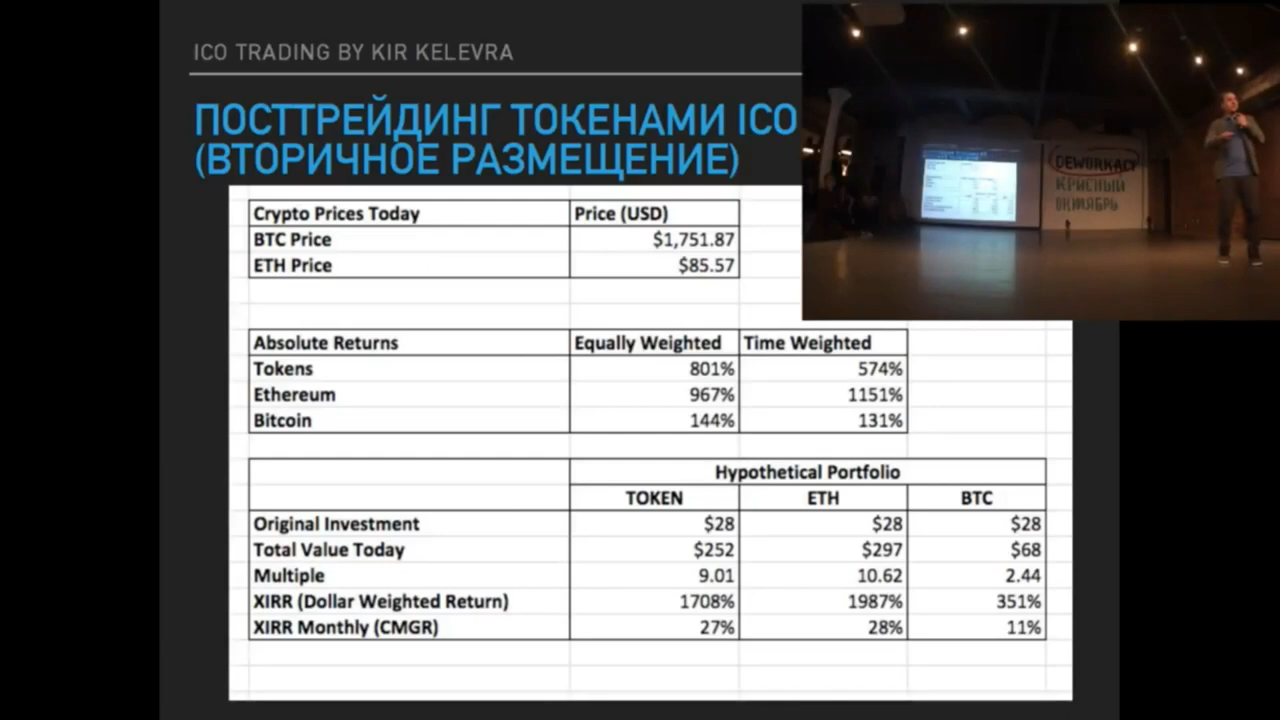 ICO TRADING BY KIR KELEVRA
ПОСТТРЕЙДИНГ ТОКЕНАМИ ICO
(ВТОРИЧНОЕ РАЗМЕЩЕНИЕ)
DEWORKACY
КРАСНЫЙ
ОКТЯБРЬ
Crypto Prices Today Price (USD)
BTC Price $1,751.87
ETH Price $85.57
Absolute Returns Equally Weighted Time Weighted
Tokens 801% 574%
Ethereum 967% 1151%
Bitcoin 144% 131%
Hypothetical Portfolio
TOKEN ETH BTC
Original Investment $28 $28 $28
Total Value Today $252 $297 $68
Multiple 9.01 10.62 2.44
XIRR (Dollar Weighted Return) 1708% 1987% 351%
XIRR Monthly (CMGR) 27% 28% 11%